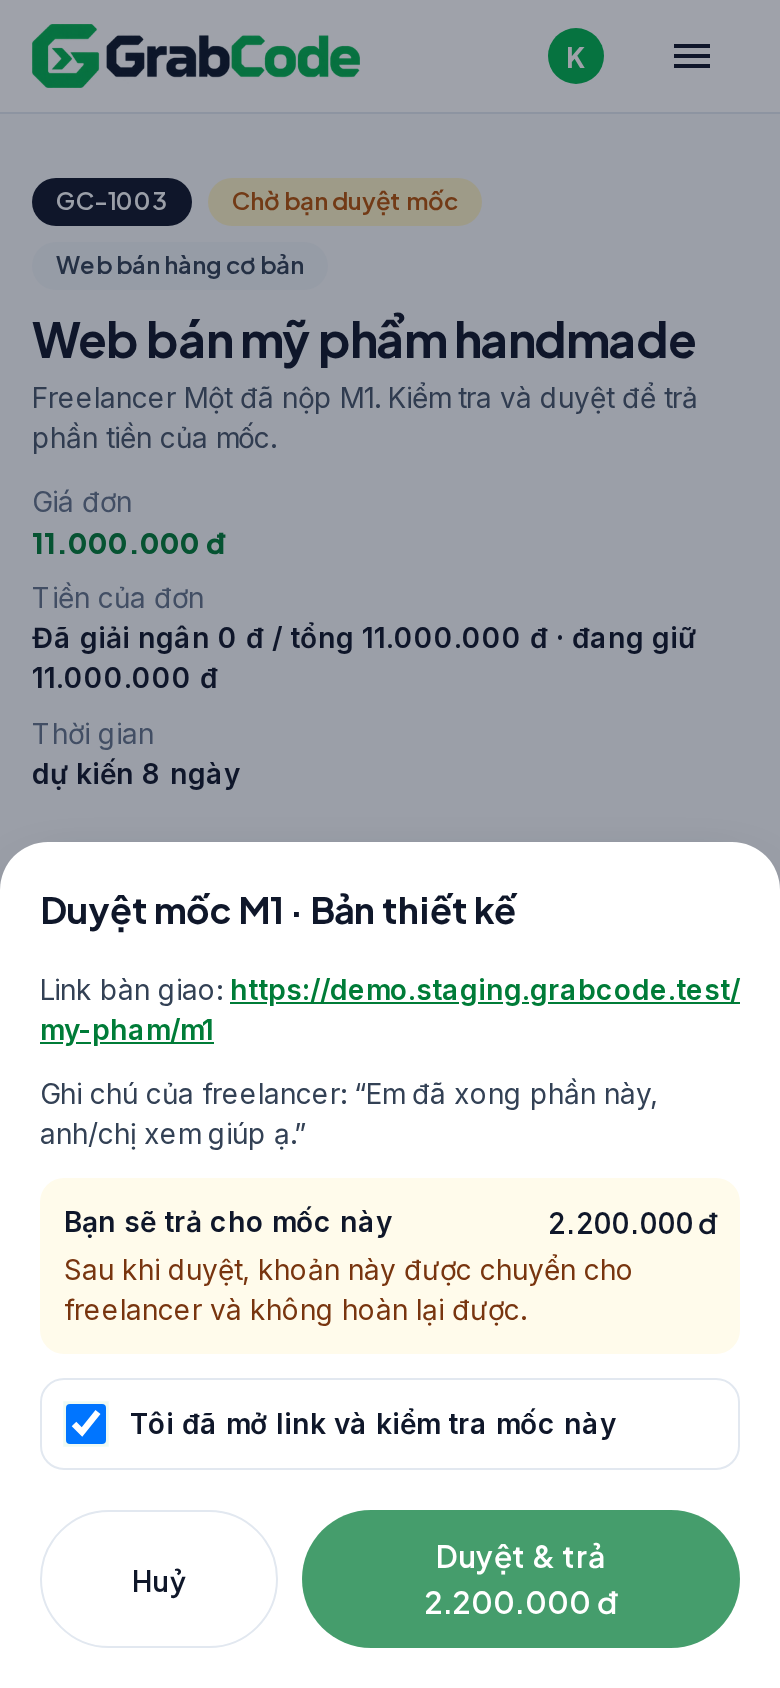 GrabCode
K
GC-1003
Chờ bạn duyệt mốc
Web bán hàng cơ bản
Web bán mỹ phẩm handmade
Freelancer Một đã nộp M1. Kiểm tra và duyệt để trả
phần tiền của mốc.
Giá đơn
11.000.000 đ
Tiền của đơn
Đã giải ngân 0 đ / tổng 11.000.000 đ · đang giữ
11.000.000 đ
Thời gian
dự kiến 8 ngày
Duyệt mốc M1 · Bản thiết kế
Link bàn giao: https://demo.staging.grabcode.test/
my-pham/m1
Ghi chú của freelancer: “Em đã xong phần này,
anh/chị xem giúp ạ.”
Bạn sẽ trả cho mốc này 2.200.000 đ
Sau khi duyệt, khoản này được chuyển cho
freelancer và không hoàn lại được.
Tôi đã mở link và kiểm tra mốc này
Huỷ
Duyệt & trả
2.200.000 đ